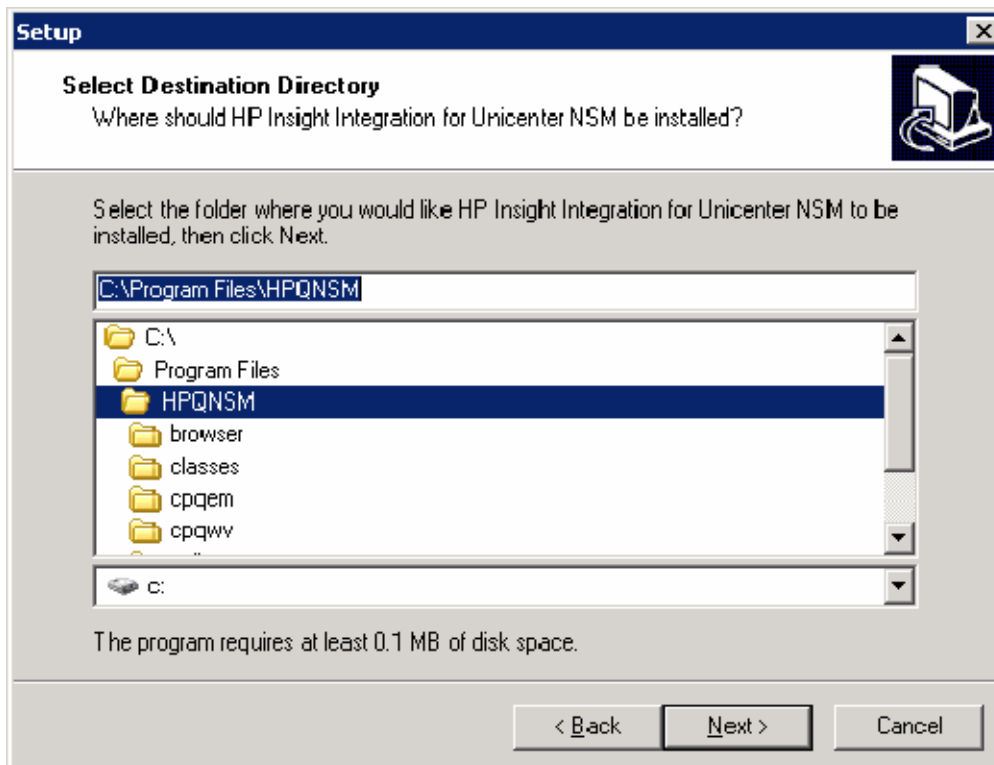 Setup
Select Destination Directory
Where should HP Insight Integration for Unicenter NSM be installed?
Select the folder where you would like HP Insight Integration for Unicenter NSM to be
installed, then click Next.
C:\Program Files\HPQNSM
C:\
Program Files
HPQNSM
browser
classes
cpqem
cpqwv
c:
The program requires at least 0.1 MB of disk space.
< Back
Next >
Cancel